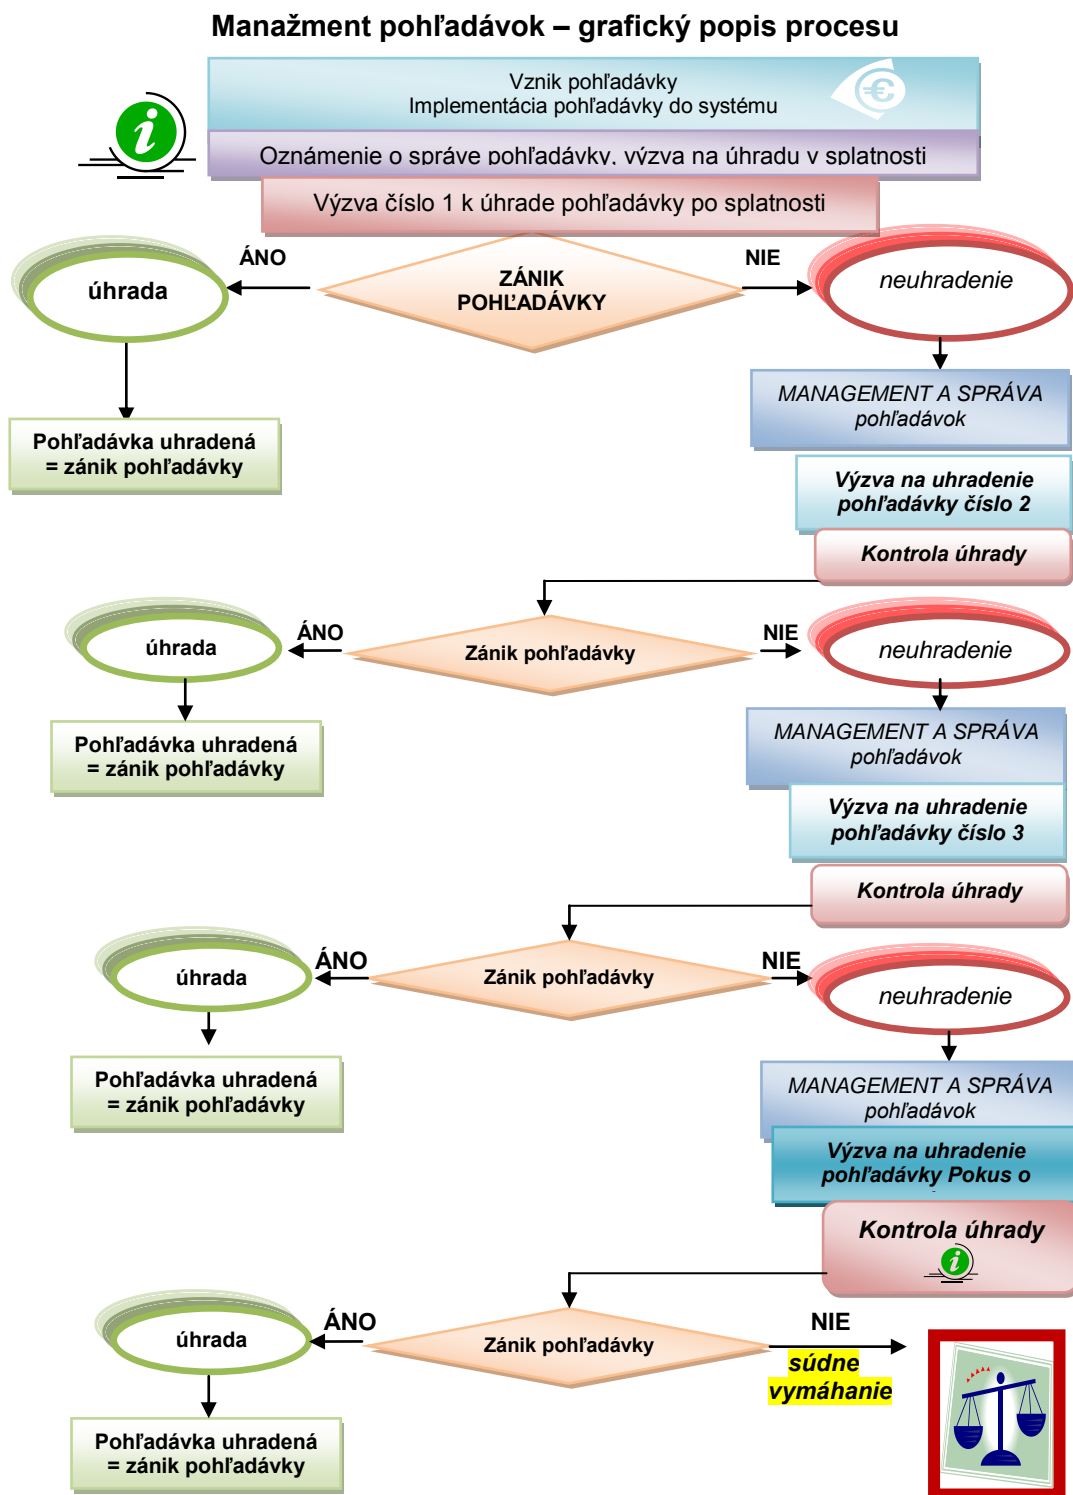 Manažment pohľadávok – grafický popis procesu
Vznik pohľadávky
Implementácia pohľadávky do systému
Oznámenie o správe pohľadávky, výzva na úhradu v splatnosti
Výzva číslo 1 k úhrade pohľadávky po splatnosti
ÁNO
NIE
úhrada
ZÁNIK
POHĽADÁVKY
neuhradenie
MANAGEMENT A SPRÁVA
pohľadávok
Pohľadávka uhradená
= zánik pohľadávky
Výzva na uhradenie
pohľadávky číslo 2
Kontrola úhrady
ÁNO
NIE
úhrada
Zánik pohľadávky
neuhradenie
Pohľadávka uhradená
= zánik pohľadávky
MANAGEMENT A SPRÁVA
pohľadávok
Výzva na uhradenie
pohľadávky číslo 3
Kontrola úhrady
ÁNO
NIE
úhrada
Zánik pohľadávky
neuhradenie
Pohľadávka uhradená
= zánik pohľadávky
MANAGEMENT A SPRÁVA
pohľadávok
Výzva na uhradenie
pohľadávky Pokus o
Kontrola úhrady
ÁNO
NIE
úhrada
Zánik pohľadávky
súdne
vymáhanie
Pohľadávka uhradená
= zánik pohľadávky